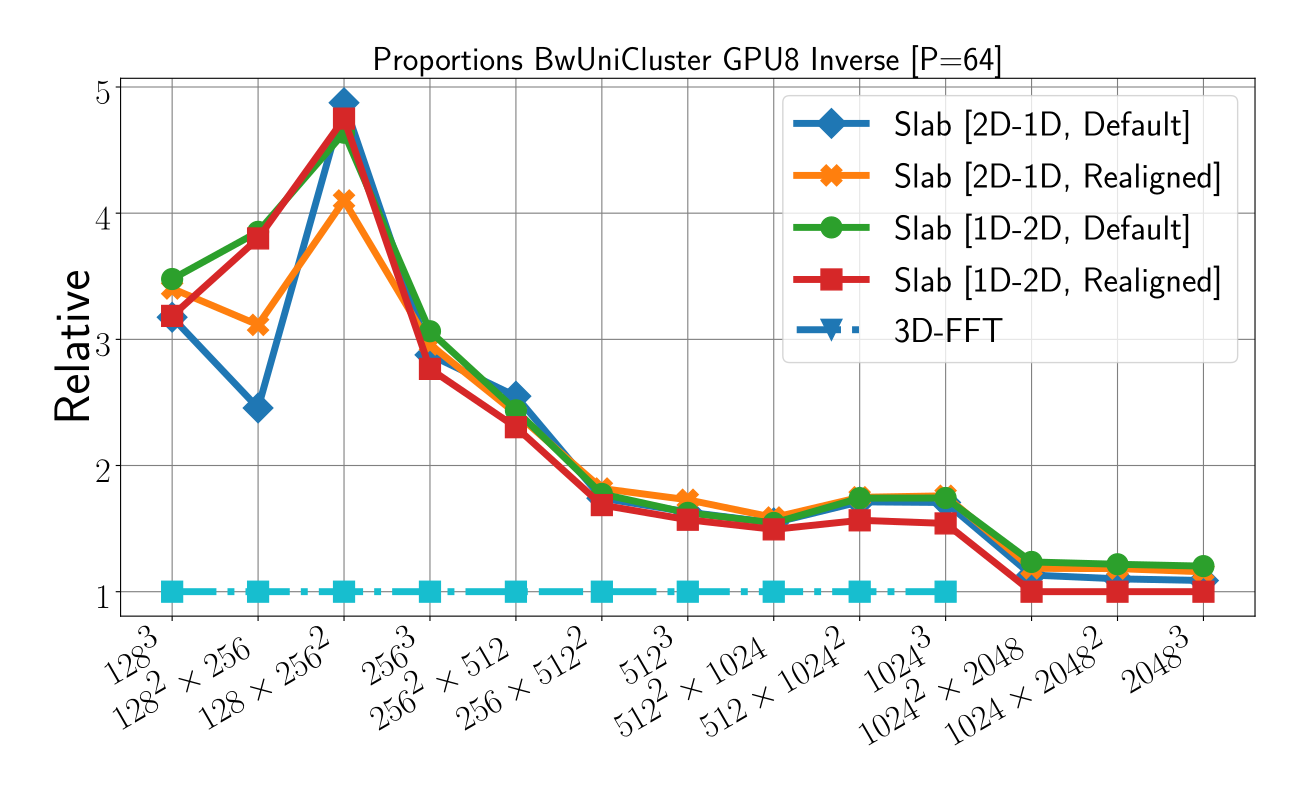 Proportions BwUniCluster GPU8 Inverse [P=64]
Relative
5
4
3
2
1
Slab [2D-1D, Default]
Slab [2D-1D, Realigned]
Slab [1D-2D, Default]
Slab [1D-2D, Realigned]
3D-FFT
128³
128² × 256
128 × 256²
256³
256² × 512
256 × 512²
512³
512² × 1024
512 × 1024²
1024³
1024² × 2048
1024 × 2048²
2048³